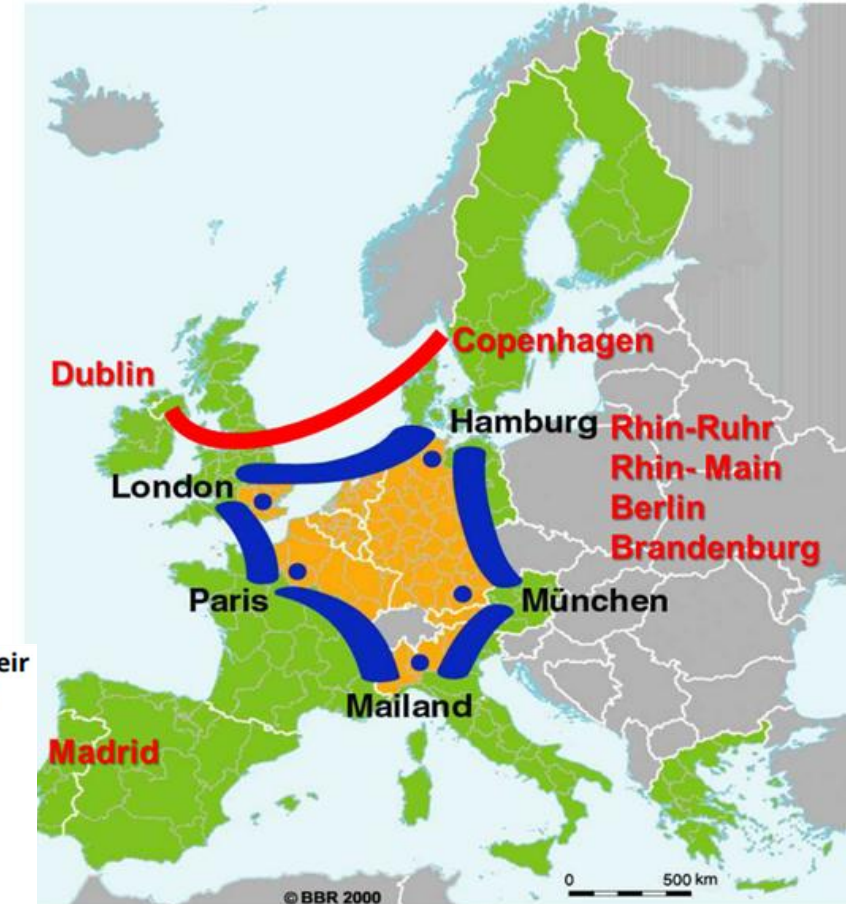 Copenhagen
Dublin
Hamburg
Rhin-Ruhr
Rhin- Main
Berlin
Brandenburg
London
Paris
München
eir
Mailand
Madrid
© BBR 2000
0 500 km